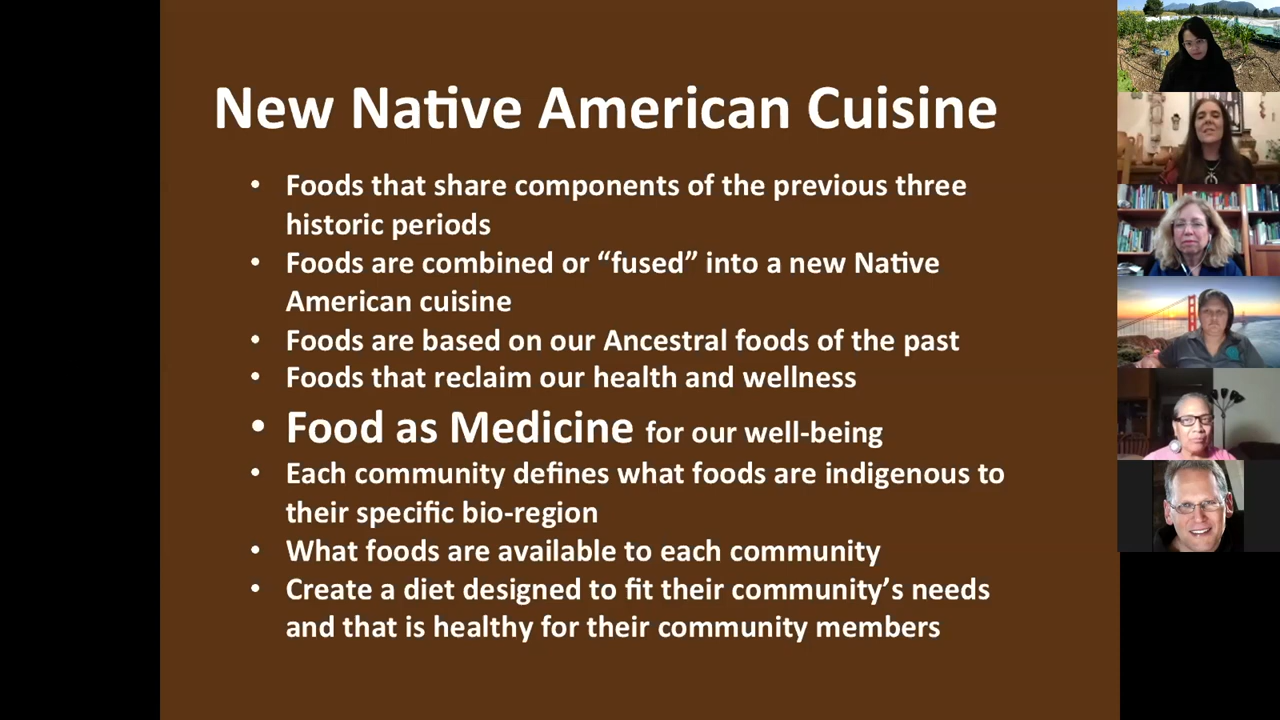 New Native American Cuisine
• Foods that share components of the previous three
historic periods
• Foods are combined or “fused” into a new Native
American cuisine
• Foods are based on our Ancestral foods of the past
• Foods that reclaim our health and wellness
• Food as Medicine for our well-being
• Each community defines what foods are indigenous to
their specific bio-region
• What foods are available to each community
• Create a diet designed to fit their community’s needs
and that is healthy for their community members